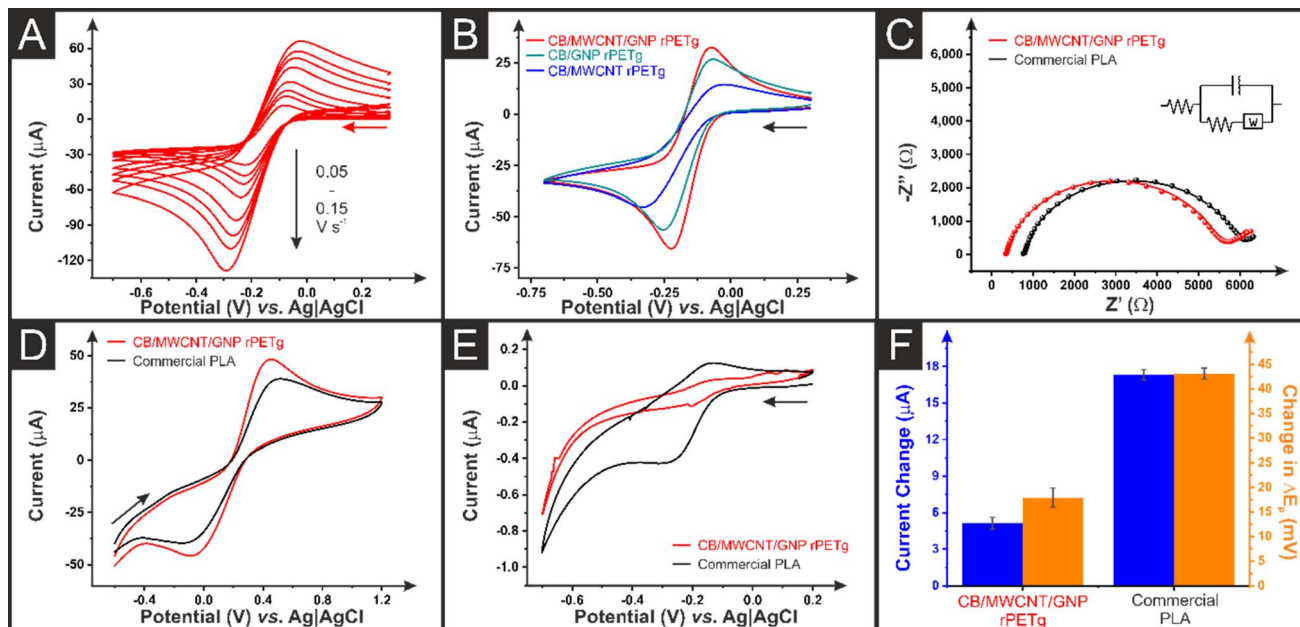 A
60
30
0
-30
-60
-90
-120
Current (μA)
0.05
-
0.15
V s⁻¹
-0.6
-0.4
-0.2
0.0
0.2
Potential (V) vs. Ag|AgCl
B
CB/MWCNT/GNP rPETg
CB/GNP rPETg
CB/MWCNT rPETg
25
0
-25
-50
-75
Current (μA)
-0.75
-0.50
-0.25
0.00
0.25
Potential (V) vs. Ag|AgCl
C
CB/MWCNT/GNP rPETg
Commercial PLA
W
6,000
5,000
4,000
3,000
2,000
1,000
0
-Z'' (Ω)
0
1000
2000
3000
4000
5000
6000
Z' (Ω)
D
CB/MWCNT/GNP rPETg
Commercial PLA
50
25
0
-25
-50
Current (μA)
-0.4
0.0
0.4
0.8
1.2
Potential (V) vs. Ag|AgCl
E
0.2
0.0
-0.2
-0.4
-0.6
-0.8
-1.0
Current (μA)
CB/MWCNT/GNP rPETg
Commercial PLA
-0.6
-0.4
-0.2
0.0
0.2
Potential (V) vs. Ag|AgCl
F
18
15
12
9
6
3
0
Current Change (μA)
45
40
35
30
25
20
15
10
5
0
Change in ΔEp (mV)
CB/MWCNT/GNP
rPETg
Commercial
PLA